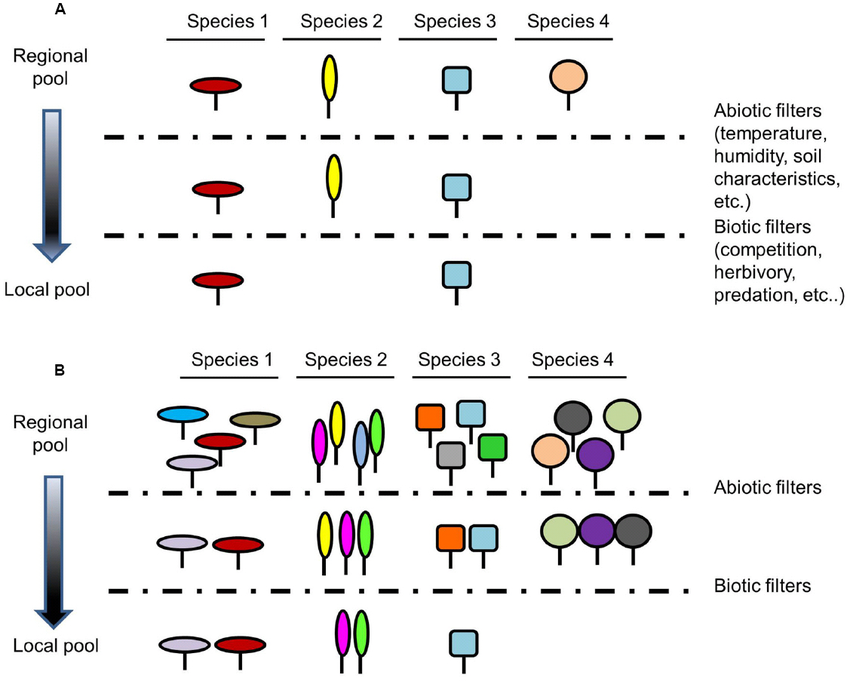 A
Species 1 Species 2 Species 3 Species 4
Regional
pool
Abiotic filters
(temperature,
humidity, soil
characteristics,
etc.)
Biotic filters
(competition,
herbivory,
predation, etc..)
Local pool
B
Species 1 Species 2 Species 3 Species 4
Regional
pool
Abiotic filters
Biotic filters
Local pool